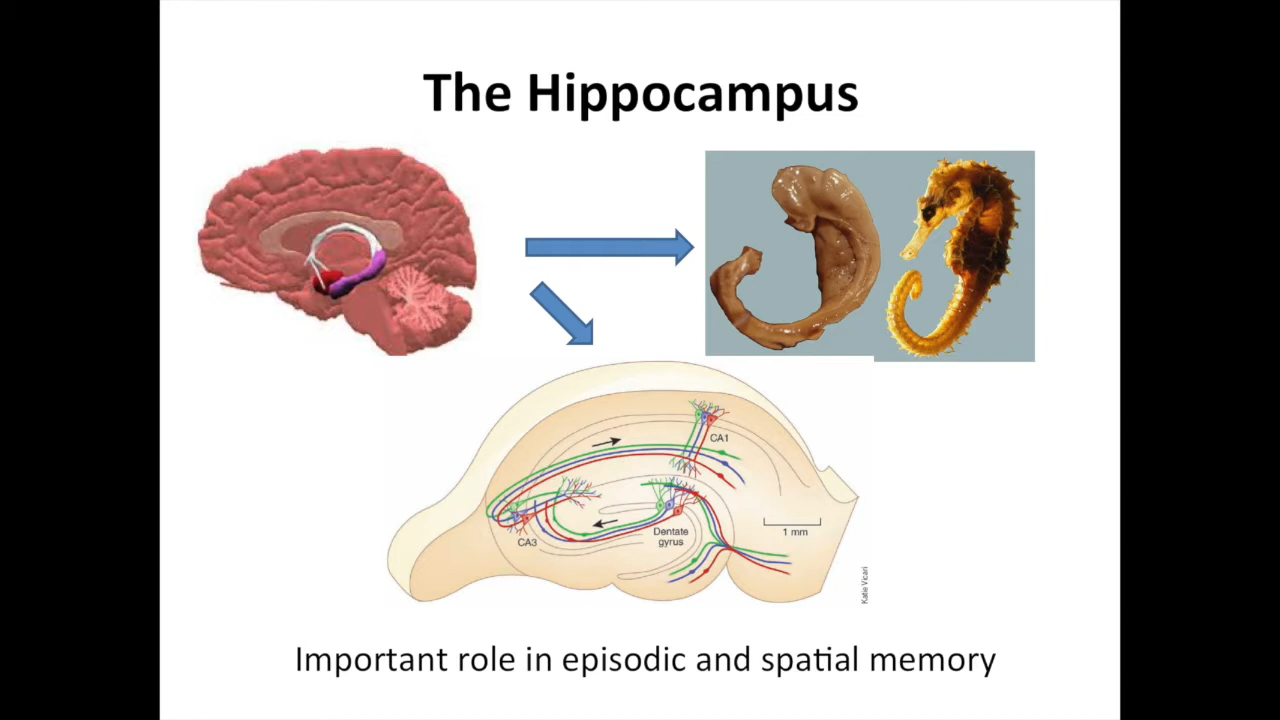 The Hippocampus
CA1
CA3
Dentate
gyrus
1 mm
Katie Vicari
Important role in episodic and spatial memory